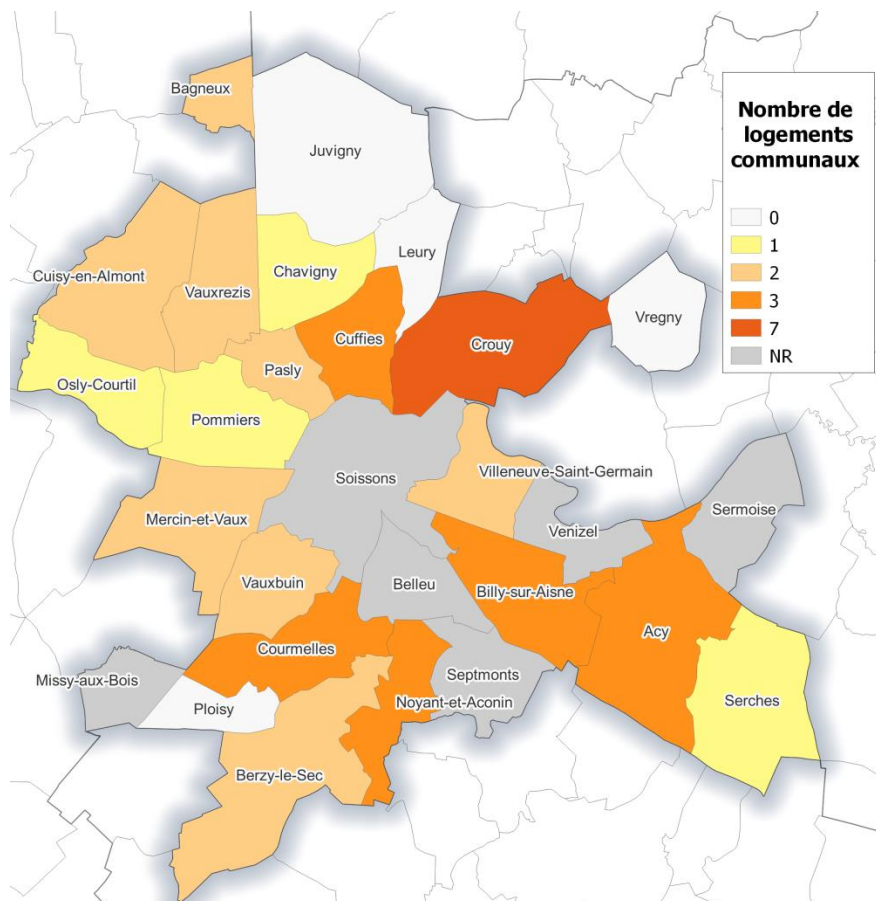 Bagneux
Nombre de
logements
communaux
Juvigny
0
1
2
3
7
NR
Leury
Cuisy-en-Almont
Chavigny
Vauxrezis
Vregny
Cuffies
Crouy
Pasly
Osly-Courtil
Pommiers
Villeneuve-Saint-Germain
Soissons
Sermoise
Mercin-et-Vaux
Venizel
Vauxbuin
Belleu
Billy-sur-Aisne
Acy
Courmelles
Septmonts
Missy-aux-Bois
Noyant-et-Aconin
Serches
Ploisy
Berzy-le-Sec